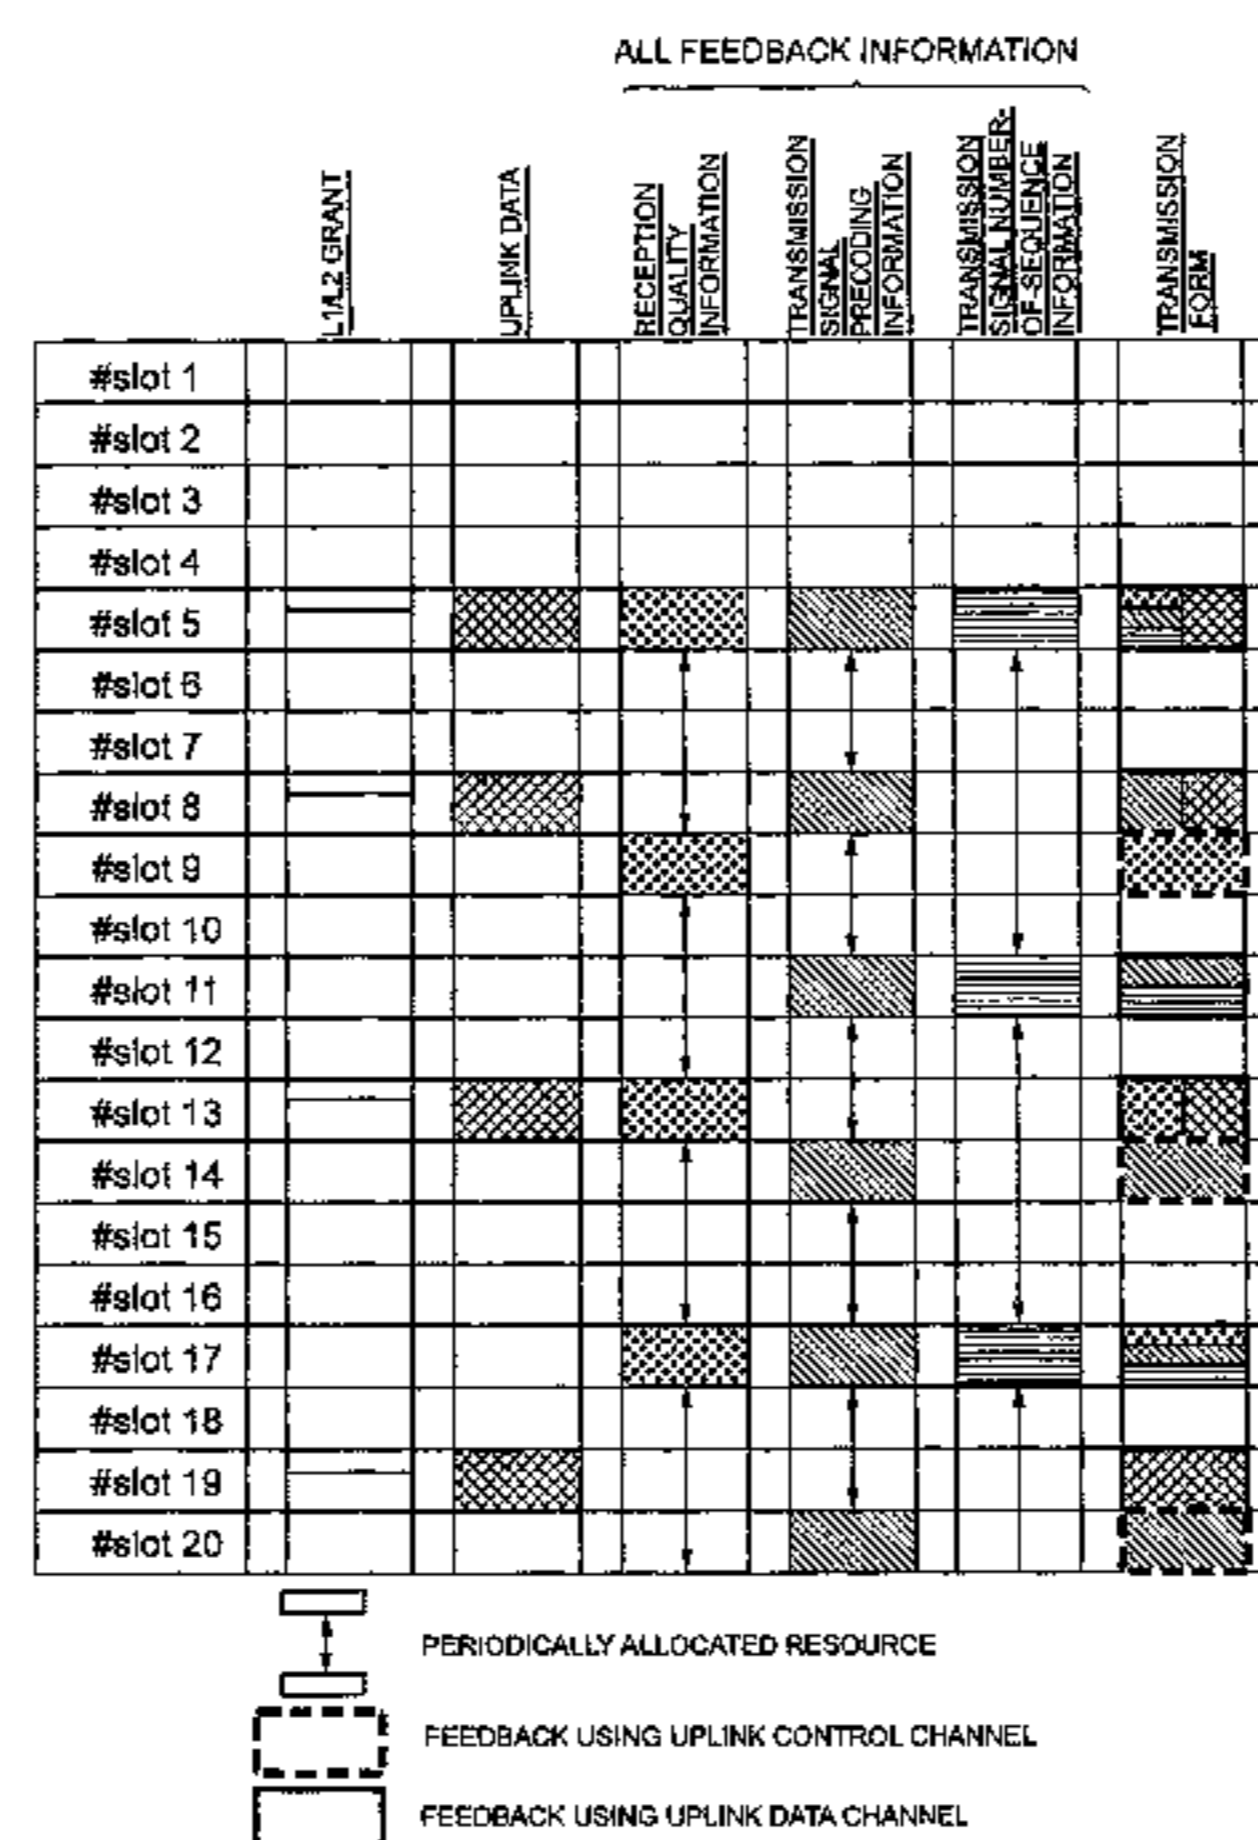 ALL FEEDBACK INFORMATION
L1/L2 GRANT
UPLINK DATA
RECEPTION
QUALITY
INFORMATION
TRANSMISSION
SIGNAL
PRECODING
INFORMATION
TRANSMISSION
SIGNAL NUMBER-
OF-SEQUENCE
INFORMATION
TRANSMISSION
FORM
#slot 1
#slot 2
#slot 3
#slot 4
#slot 5
#slot 6
#slot 7
#slot 8
#slot 9
#slot 10
#slot 11
#slot 12
#slot 13
#slot 14
#slot 15
#slot 16
#slot 17
#slot 18
#slot 19
#slot 20
PERIODICALLY ALLOCATED RESOURCE
FEEDBACK USING UPLINK CONTROL CHANNEL
FEEDBACK USING UPLINK DATA CHANNEL